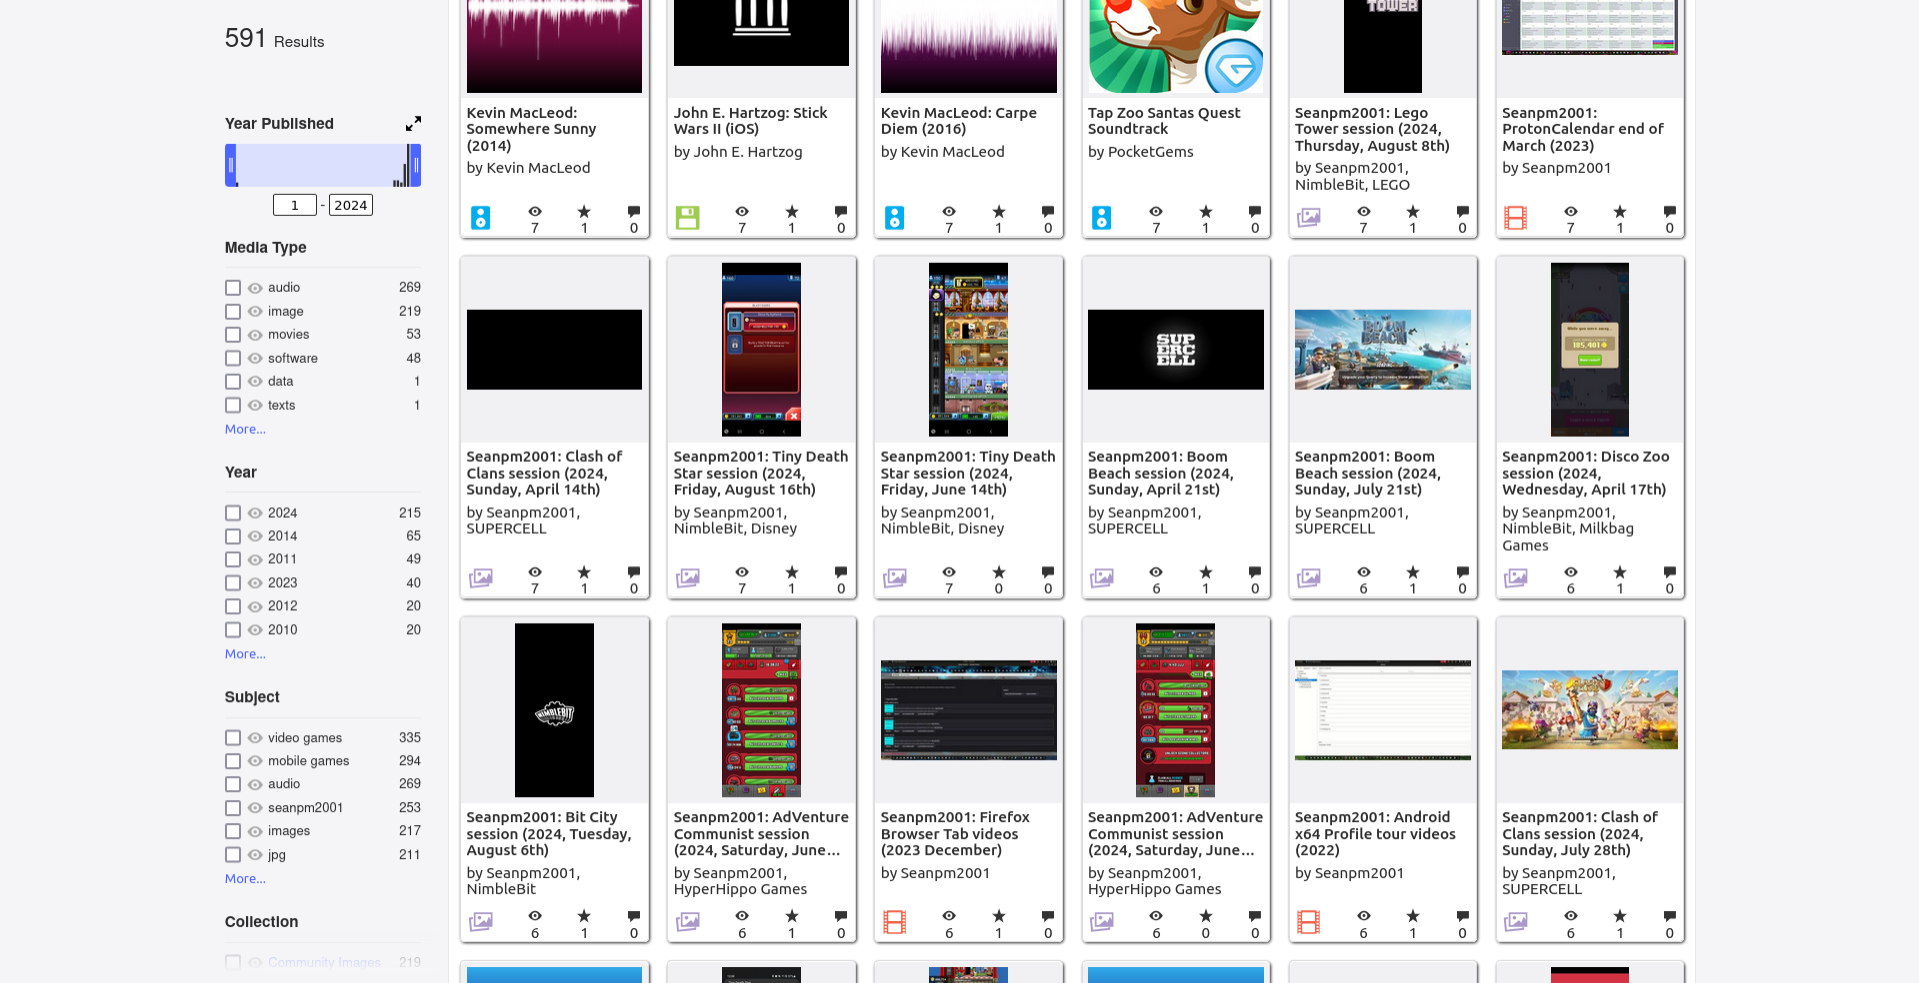 591 Results
Year Published
1 - 2024
Media Type
audio 269
image 219
movies 53
software 48
data 1
texts 1
More...
Year
2024 215
2014 65
2011 49
2023 40
2012 20
2010 20
More...
Subject
video games 335
mobile games 294
audio 269
seanpm2001 253
images 217
jpg 211
More...
Collection
Community Images 219
Kevin MacLeod:
Somewhere Sunny
(2014)
by Kevin MacLeod
7 1 0
John E. Hartzog: Stick
Wars II (iOS)
by John E. Hartzog
7 1 0
Kevin MacLeod: Carpe
Diem (2016)
by Kevin MacLeod
7 1 0
Tap Zoo Santas Quest
Soundtrack
by PocketGems
7 1 0
TOWER
Seanpm2001: Lego
Tower session (2024,
Thursday, August 8th)
by Seanpm2001,
NimbleBit, LEGO
7 1 0
Seanpm2001:
ProtonCalendar end of
March (2023)
by Seanpm2001
7 1 0
Seanpm2001: Clash of
Clans session (2024,
Sunday, April 14th)
by Seanpm2001,
SUPERCELL
7 1 0
Seanpm2001: Tiny Death
Star session (2024,
Friday, August 16th)
by Seanpm2001,
NimbleBit, Disney
7 1 0
Seanpm2001: Tiny Death
Star session (2024,
Friday, June 14th)
by Seanpm2001,
NimbleBit, Disney
7 0 0
SUP
ERC
ELL
Seanpm2001: Boom
Beach session (2024,
Sunday, April 21st)
by Seanpm2001,
SUPERCELL
6 1 0
BOOM
BEACH
Seanpm2001: Boom
Beach session (2024,
Sunday, July 21st)
by Seanpm2001,
SUPERCELL
6 1 0
While you were away...
185,401
Seanpm2001: Disco Zoo
session (2024,
Wednesday, April 17th)
by Seanpm2001,
NimbleBit, Milkbag
Games
6 1 0
NIMBLEBIT
Seanpm2001: Bit City
session (2024, Tuesday,
August 6th)
by Seanpm2001,
NimbleBit
6 1 0
Seanpm2001: AdVenture
Communist session
(2024, Saturday, June...
by Seanpm2001,
HyperHippo Games
6 1 0
Seanpm2001: Firefox
Browser Tab videos
(2023 December)
by Seanpm2001
6 1 0
Seanpm2001: AdVenture
Communist session
(2024, Saturday, June...
by Seanpm2001,
HyperHippo Games
6 0 0
Seanpm2001: Android
x64 Profile tour videos
(2022)
by Seanpm2001
6 1 0
Seanpm2001: Clash of
Clans session (2024,
Sunday, July 28th)
by Seanpm2001,
SUPERCELL
6 1 0